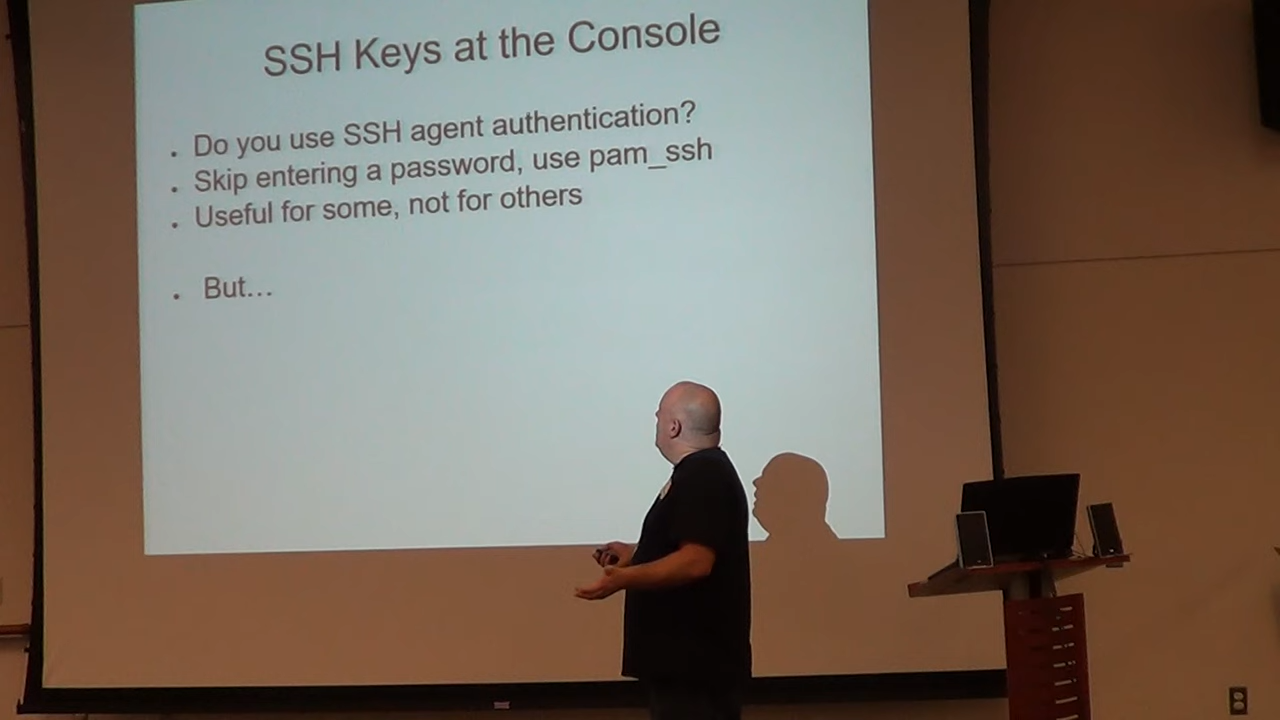 SSH Keys at the Console
. Do you use SSH agent authentication?
. Skip entering a password, use pam_ssh
. Useful for some, not for others
. But...